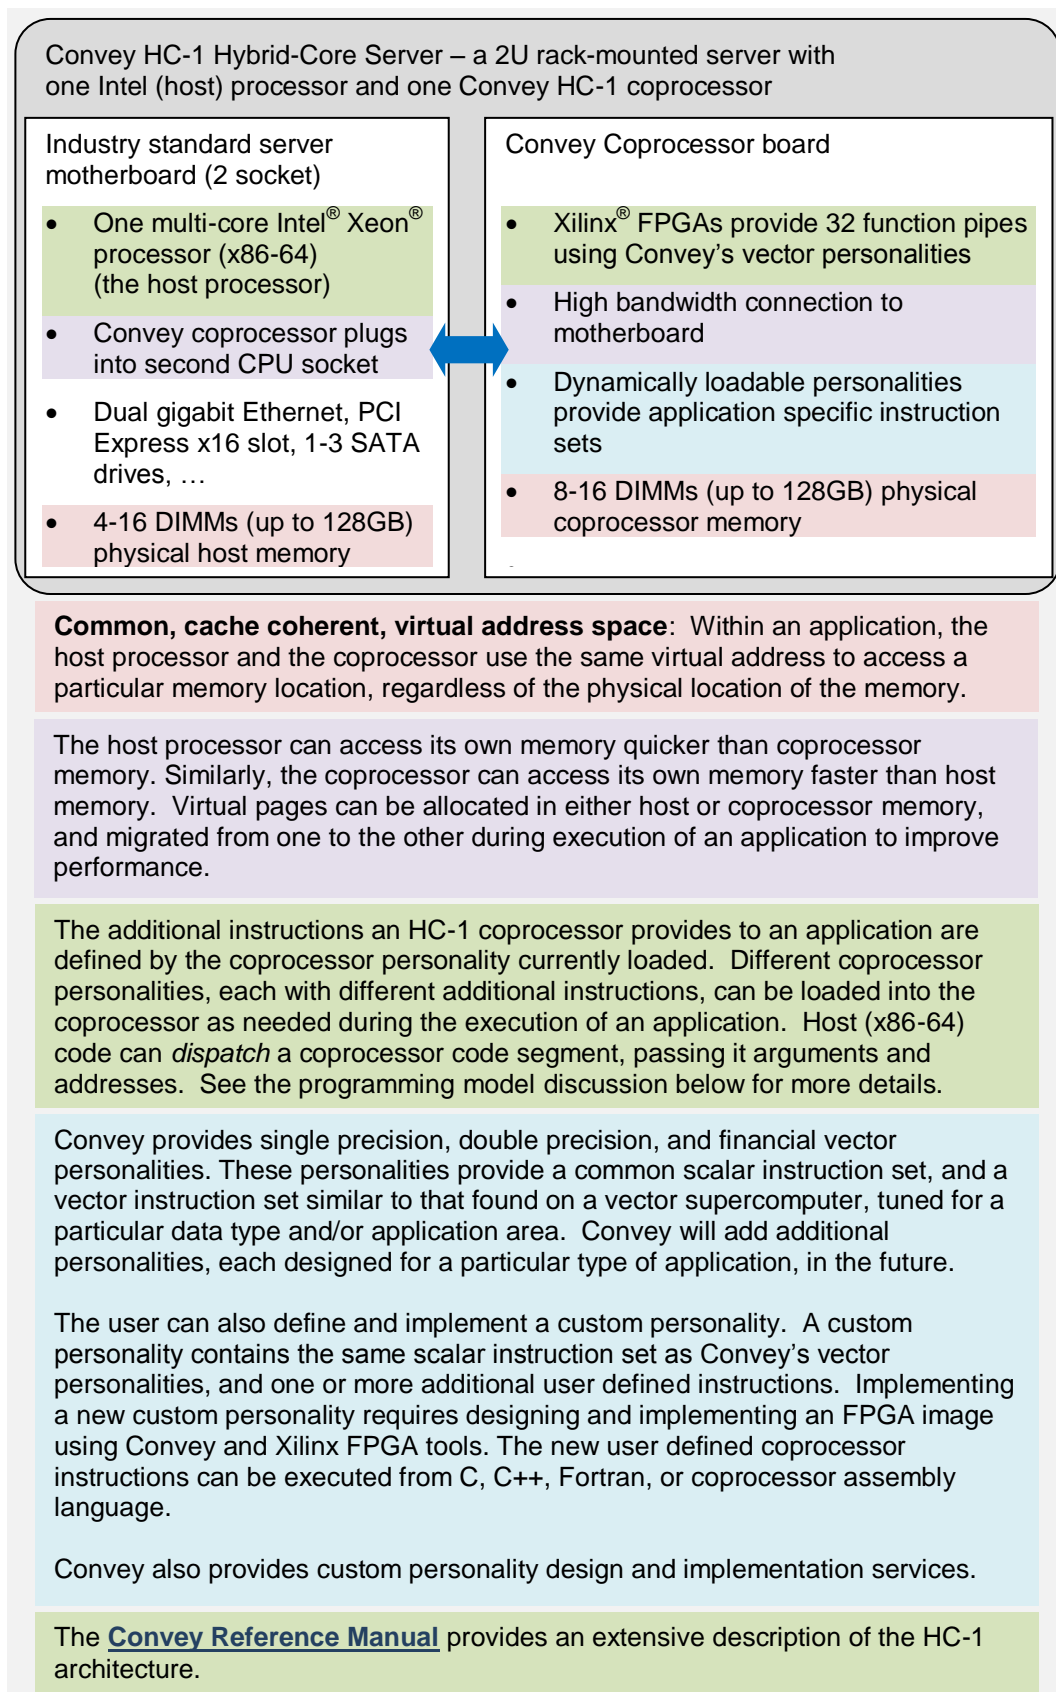 Convey HC-1 Hybrid-Core Server – a 2U rack-mounted server with
one Intel (host) processor and one Convey HC-1 coprocessor
Industry standard server
motherboard (2 socket)
• One multi-core Intel® Xeon®
processor (x86-64)
(the host processor)
• Convey coprocessor plugs
into second CPU socket
• Dual gigabit Ethernet, PCI
Express x16 slot, 1-3 SATA
drives, …
• 4-16 DIMMs (up to 128GB)
physical host memory
Convey Coprocessor board
• Xilinx® FPGAs provide 32 function pipes
using Convey’s vector personalities
• High bandwidth connection to
motherboard
• Dynamically loadable personalities
provide application specific instruction
sets
• 8-16 DIMMs (up to 128GB) physical
coprocessor memory
Common, cache coherent, virtual address space: Within an application, the
host processor and the coprocessor use the same virtual address to access a
particular memory location, regardless of the physical location of the memory.
The host processor can access its own memory quicker than coprocessor
memory. Similarly, the coprocessor can access its own memory faster than host
memory. Virtual pages can be allocated in either host or coprocessor memory,
and migrated from one to the other during execution of an application to improve
performance.
The additional instructions an HC-1 coprocessor provides to an application are
defined by the coprocessor personality currently loaded. Different coprocessor
personalities, each with different additional instructions, can be loaded into the
coprocessor as needed during the execution of an application. Host (x86-64)
code can dispatch a coprocessor code segment, passing it arguments and
addresses. See the programming model discussion below for more details.
Convey provides single precision, double precision, and financial vector
personalities. These personalities provide a common scalar instruction set, and a
vector instruction set similar to that found on a vector supercomputer, tuned for a
particular data type and/or application area. Convey will add additional
personalities, each designed for a particular type of application, in the future.
The user can also define and implement a custom personality. A custom
personality contains the same scalar instruction set as Convey’s vector
personalities, and one or more additional user defined instructions. Implementing
a new custom personality requires designing and implementing an FPGA image
using Convey and Xilinx FPGA tools. The new user defined coprocessor
instructions can be executed from C, C++, Fortran, or coprocessor assembly
language.
Convey also provides custom personality design and implementation services.
The Convey Reference Manual provides an extensive description of the HC-1
architecture.